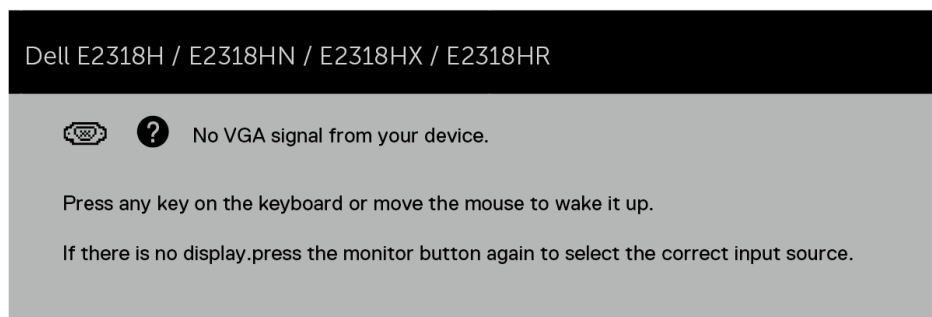 Dell E2318H / E2318HN / E2318HX / E2318HR
? No VGA signal from your device.
Press any key on the keyboard or move the mouse to wake it up.
If there is no display.press the monitor button again to select the correct input source.